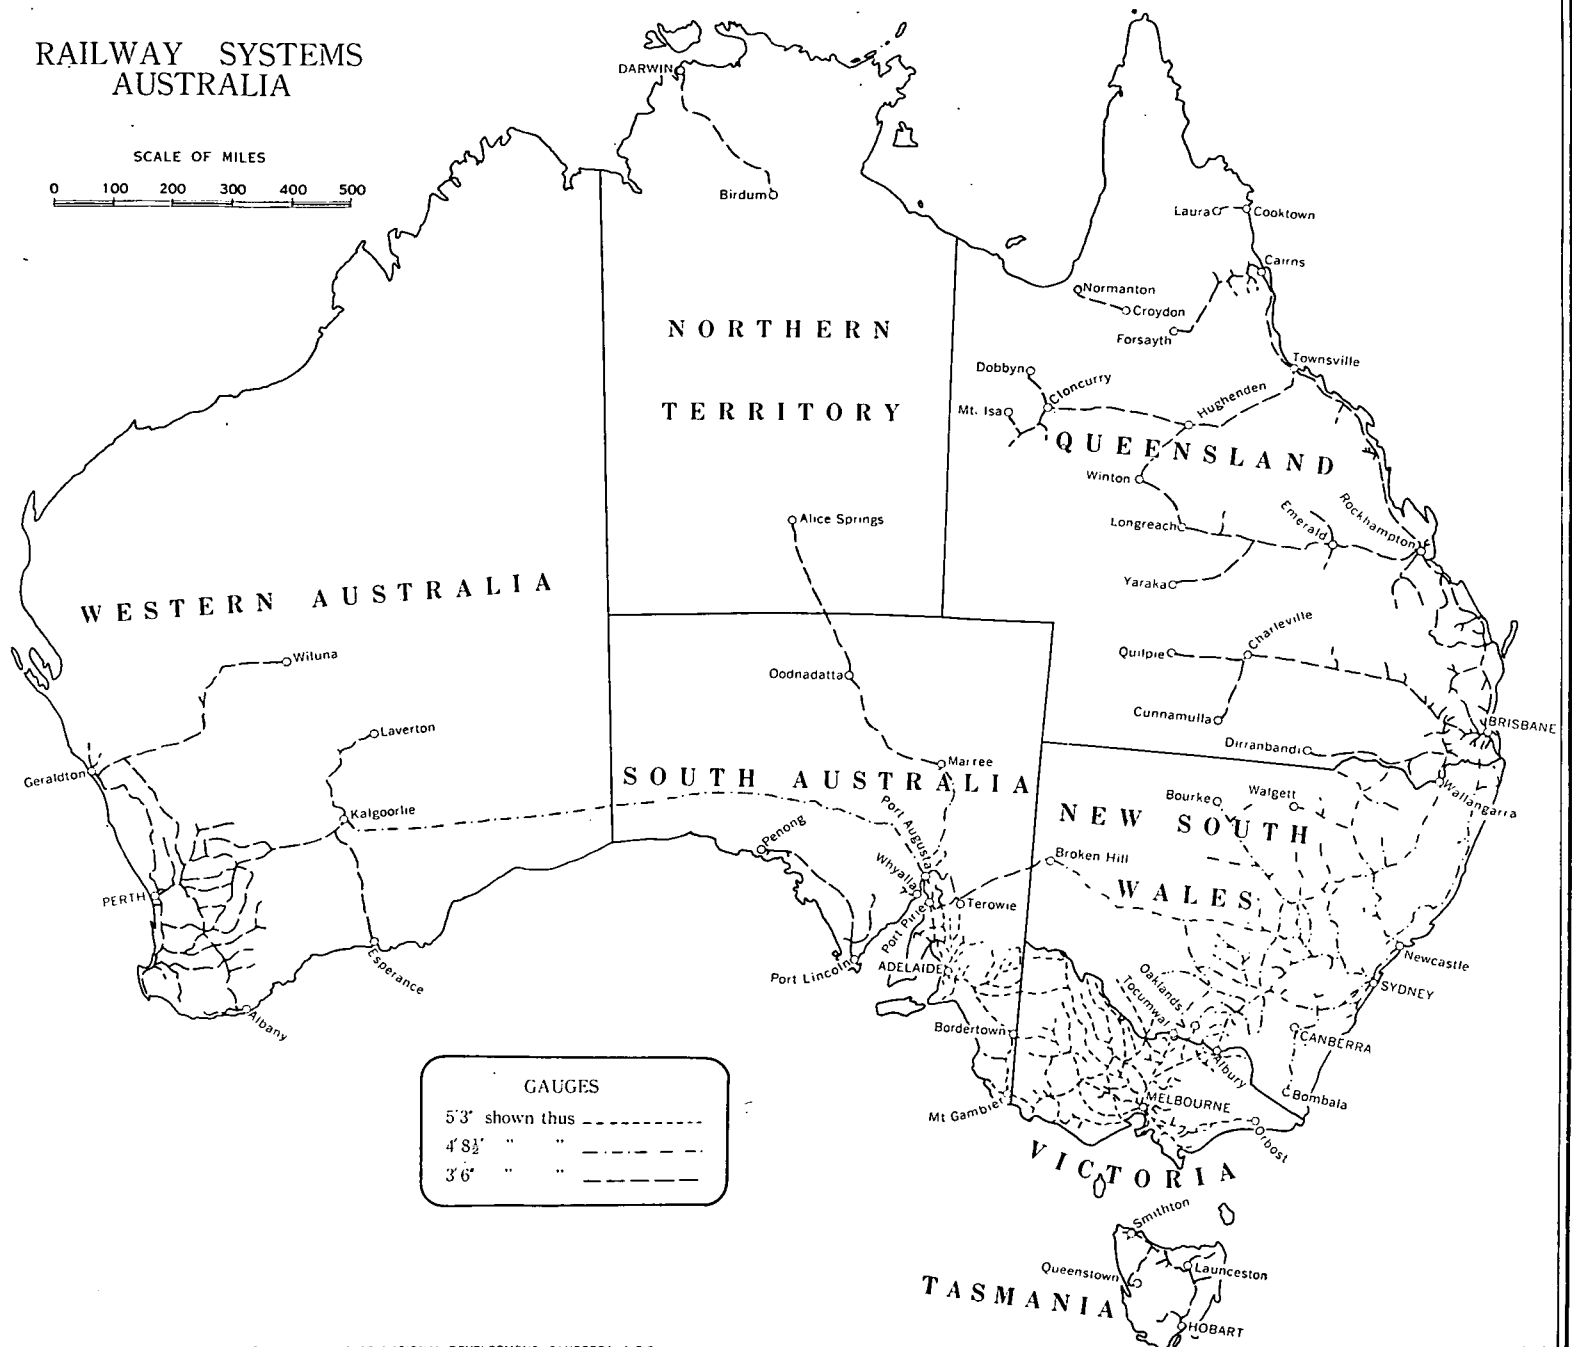 RAILWAY SYSTEMS
AUSTRALIA
SCALE OF MILES
0 100 200 300 400 500
DARWIN
Birdum
Laura
Cooktown
Cairns
Normanton
Croydon
Forsayth
NORTHERN
TERRITORY
Townsville
Dobbyn
Cloncurry
Mt. Isa
Hughenden
QUEENSLAND
Winton
Longreach
Emerald
Rockhampton
Yaraka
Alice Springs
WESTERN AUSTRALIA
Charleville
Quilpie
Cunnamulla
Dirranbandi
BRISBANE
Wallangarra
Wiluna
Laverton
Geraldton
Kalgoorlie
PERTH
Esperance
Albany
Oodnadatta
Marree
SOUTH AUSTRALIA
Port Augusta
Penong
Whyalla
Port Pirie
Terowie
Port Lincoln
ADELAIDE
Bordertown
Mt Gambier
Bourke
Walgett
NEW SOUTH
WALES
Broken Hill
Newcastle
SYDNEY
Oaklands
Tocumwal
CANBERRA
Albury
Bombala
MELBOURNE
Orbost
VICTORIA
GAUGES
5'3" shown thus
4'8½" " "
3'6" " "
Smithton
Queenstown
Launceston
TASMANIA
HOBART